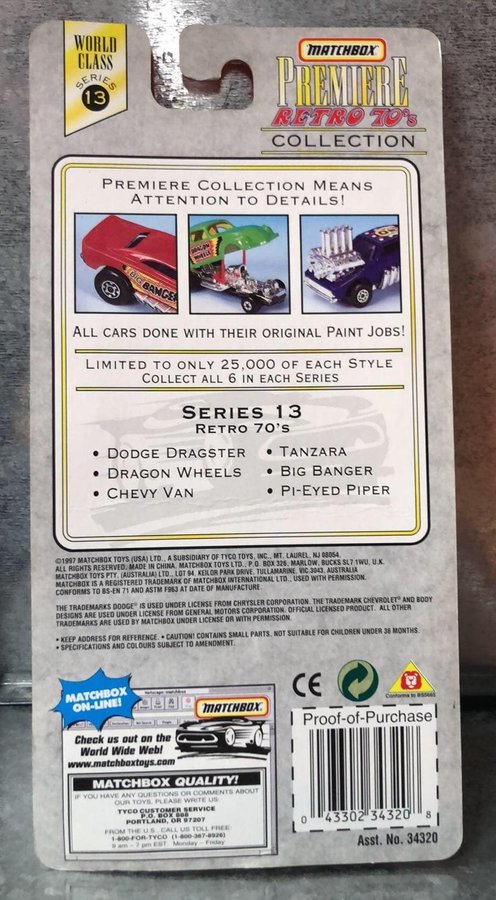 WORLD
CLASS
SERIES
13
MATCHBOX
PREMIERE
RETRO 70's
COLLECTION
PREMIERE COLLECTION MEANS
ATTENTION TO DETAILS!
BIG BANGER
DRAGON
WHEELS
ALL CARS DONE WITH THEIR ORIGINAL PAINT JOBS!
LIMITED TO ONLY 25,000 OF EACH STYLE
COLLECT ALL 6 IN EACH SERIES
SERIES 13
RETRO 70'S
• DODGE DRAGSTER • TANZARA
• DRAGON WHEELS • BIG BANGER
• CHEVY VAN • PI-EYED PIPER
©1997 MATCHBOX TOYS (USA) LTD., A SUBSIDIARY OF TYCO TOYS, INC., MT. LAUREL, NJ 08054.
ALL RIGHTS RESERVED. MADE IN CHINA. MATCHBOX TOYS LTD., P.O. BOX 326, MARLOW, BUCKS SL7 1WU, U.K.
MATCHBOX TOYS PTY. (AUSTRALIA) LTD., LOT 94, KEILOR PARK DRIVE, TULLAMARINE, VIC.3043, AUSTRALIA
MATCHBOX IS A REGISTERED TRADEMARK OF MATCHBOX INTERNATIONAL LTD., USED WITH PERMISSION.
CONFORMS TO BS-EN 71 AND ASTM F963 AT DATE OF MANUFACTURE.
THE TRADEMARKS DODGE® IS USED UNDER LICENSE FROM CHRYSLER CORPORATION. THE TRADEMARK CHEVROLET® AND BODY
DESIGNS ARE USED UNDER LICENSE FROM GENERAL MOTORS CORPORATION. OFFICIAL LICENSED PRODUCT. ALL OTHER
TRADEMARKS ARE USED BY MATCHBOX UNDER LICENSE OR WITH PERMISSION.
• KEEP ADDRESS FOR REFERENCE. • CAUTION! CONTAINS SMALL PARTS. NOT SUITABLE FOR CHILDREN UNDER 36 MONTHS.
• SPECIFICATIONS AND COLOURS SUBJECT TO AMENDMENT.
CE
Conforms to BS5665
MATCHBOX
ON-LINE!
MATCHBOX
Check us out on the
World Wide Web!
www.matchboxtoys.com
MATCHBOX QUALITY!
IF YOU HAVE ANY QUESTIONS OR COMMENTS ABOUT
OUR TOYS, PLEASE WRITE US:
TYCO CUSTOMER SERVICE
P.O. BOX 888
PORTLAND, OR 97207
FROM THE U.S., CALL US TOLL FREE:
1-800-FOR-TYCO (1-800-367-8926)
9 am - 7 pm EST Monday - Friday
Proof-of-Purchase
0 43302 34320 8
Asst. No. 34320